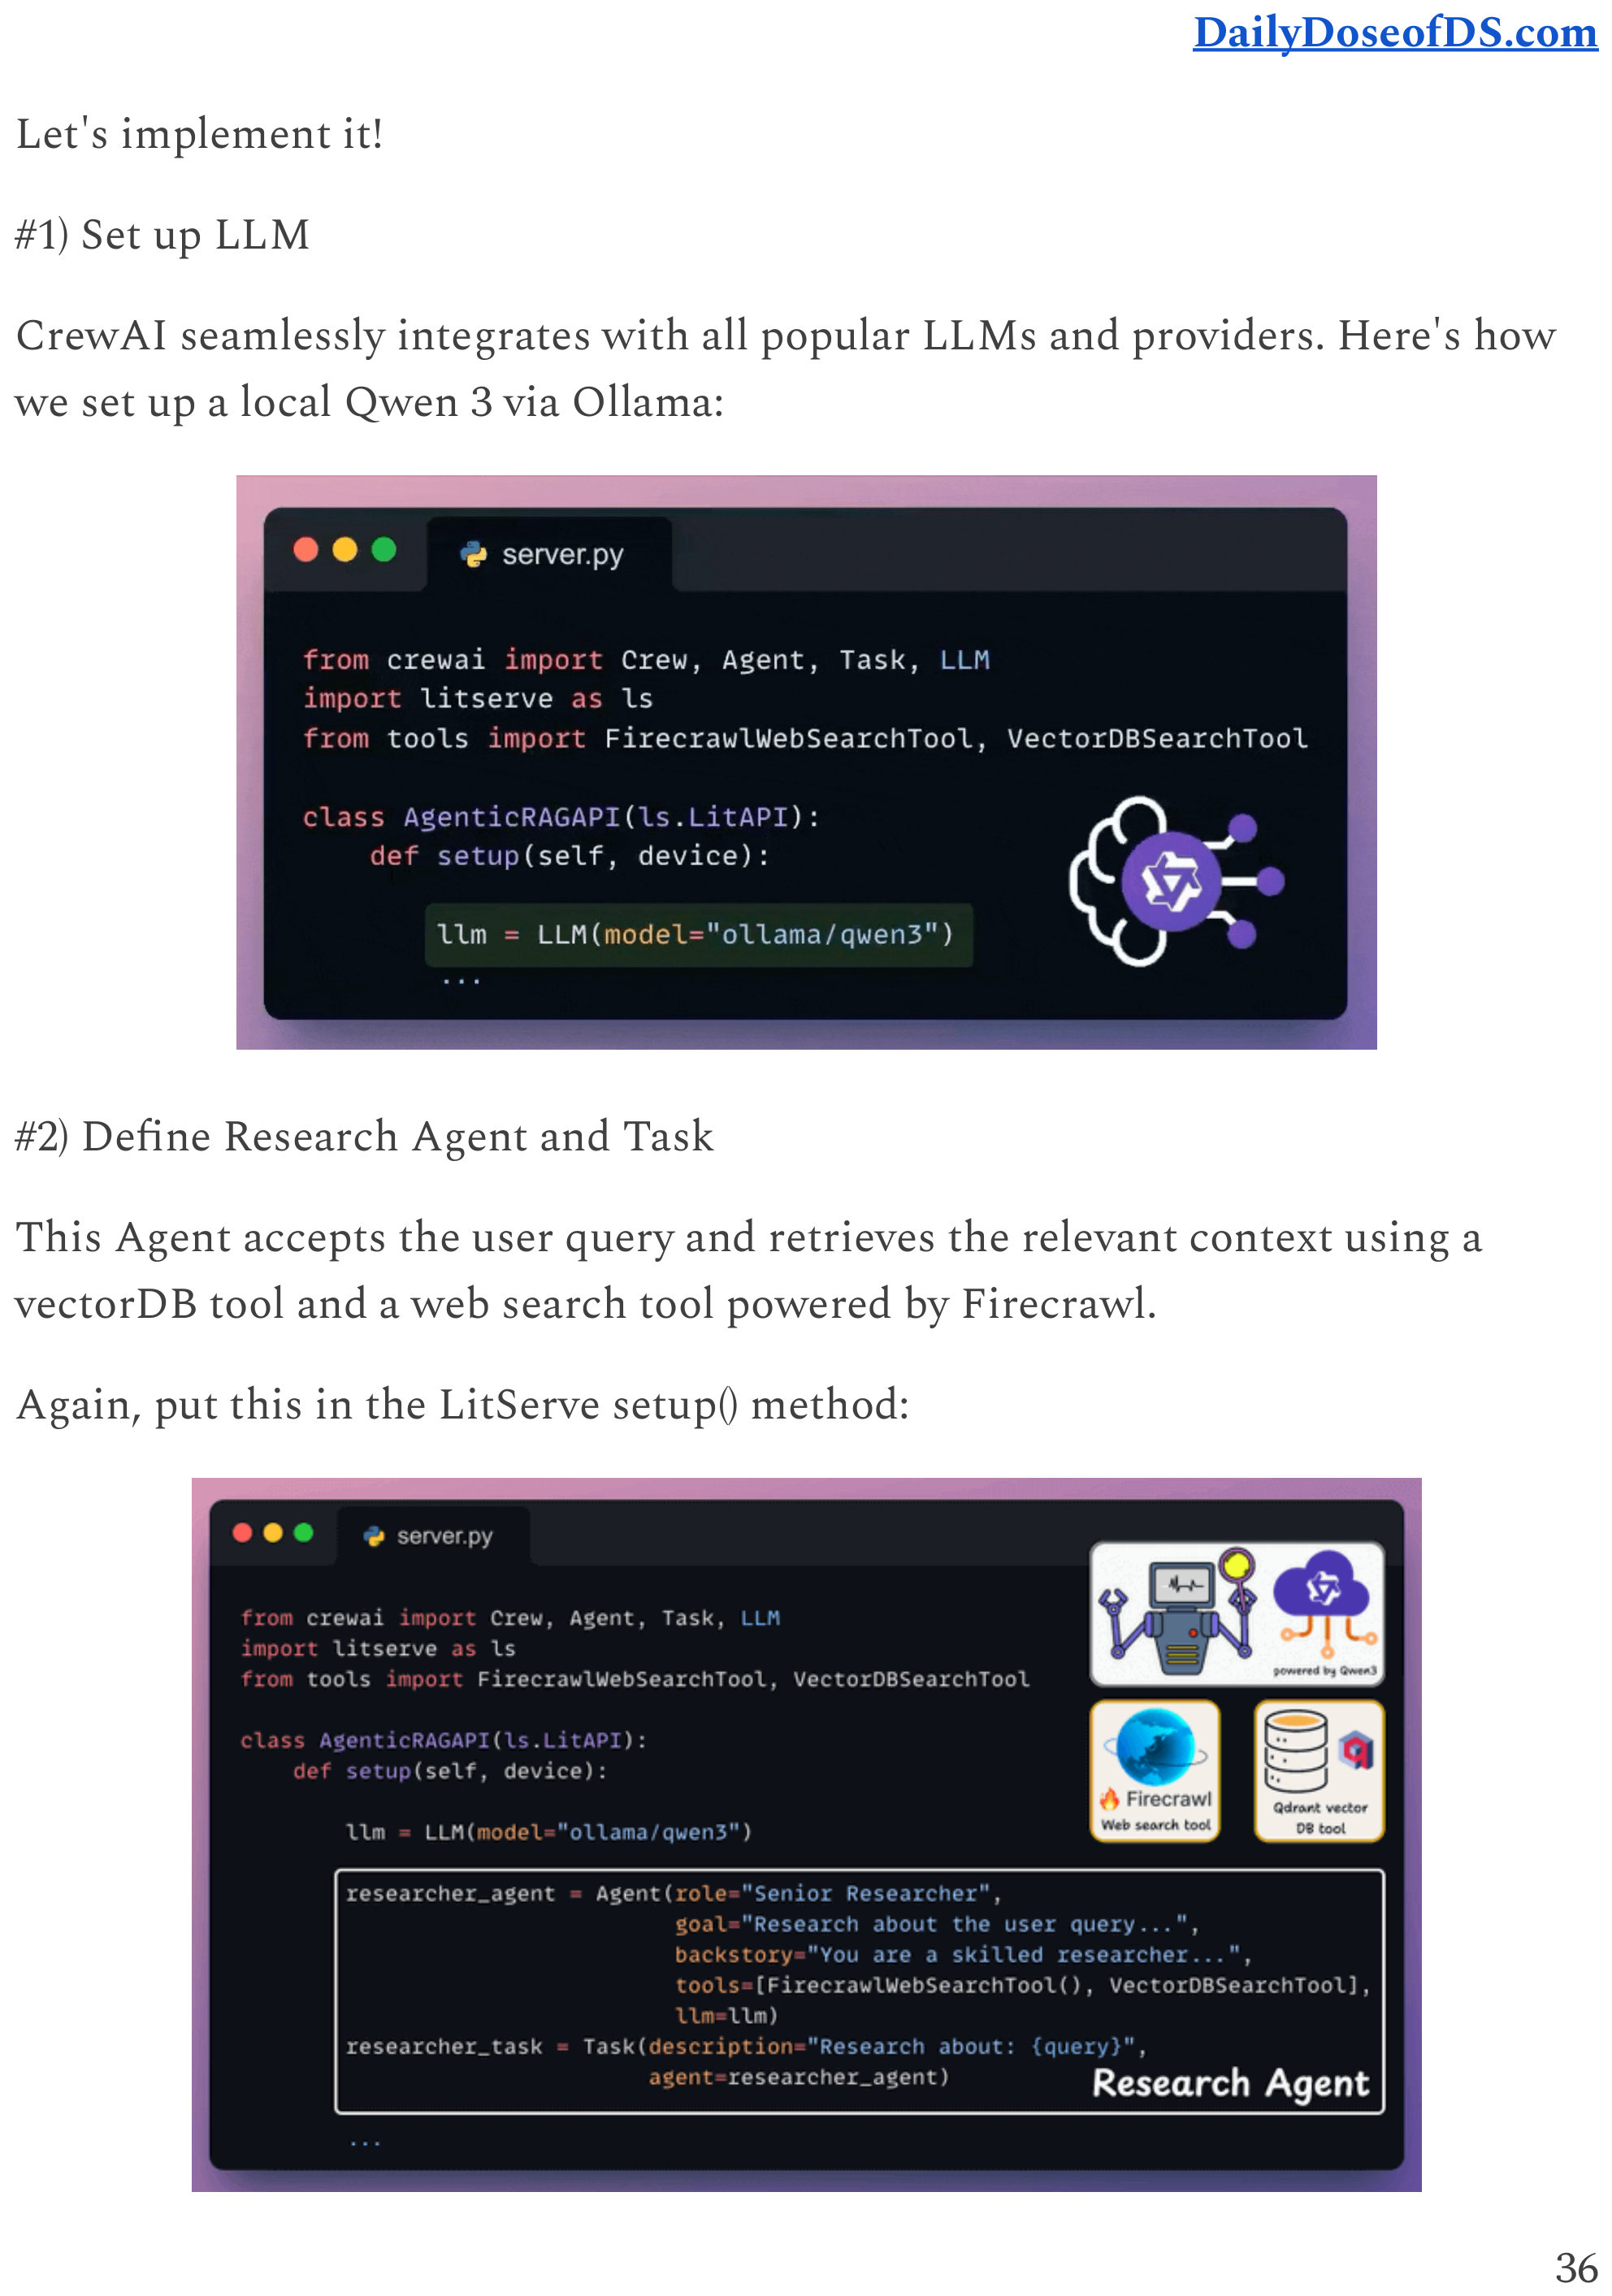 DailyDoseofDS.com
Let's implement it!
#1) Set up LLM
CrewAI seamlessly integrates with all popular LLMs and providers. Here's how
we set up a local Qwen 3 via Ollama:
server.py
from crewai import Crew, Agent, Task, LLM
import litserve as ls
from tools import FirecrawlWebSearchTool, VectorDBSearchTool
class AgenticRAGAPI(ls.LitAPI):
    def setup(self, device):
        llm = LLM(model="ollama/qwen3")
        ...
#2) Define Research Agent and Task
This Agent accepts the user query and retrieves the relevant context using a
vectorDB tool and a web search tool powered by Firecrawl.
Again, put this in the LitServe setup() method:
server.py
powered by Qwen3
from crewai import Crew, Agent, Task, LLM
import litserve as ls
from tools import FirecrawlWebSearchTool, VectorDBSearchTool
Firecrawl
Web search tool
Qdrant vector
DB tool
class AgenticRAGAPI(ls.LitAPI):
    def setup(self, device):
        llm = LLM(model="ollama/qwen3")
        researcher_agent = Agent(role="Senior Researcher",
                                 goal="Research about the user query...",
                                 backstory="You are a skilled researcher...",
                                 tools=[FirecrawlWebSearchTool(), VectorDBSearchTool],
                                 llm=llm)
        researcher_task = Task(description="Research about: {query}",
                               agent=researcher_agent)
Research Agent
        ...
36